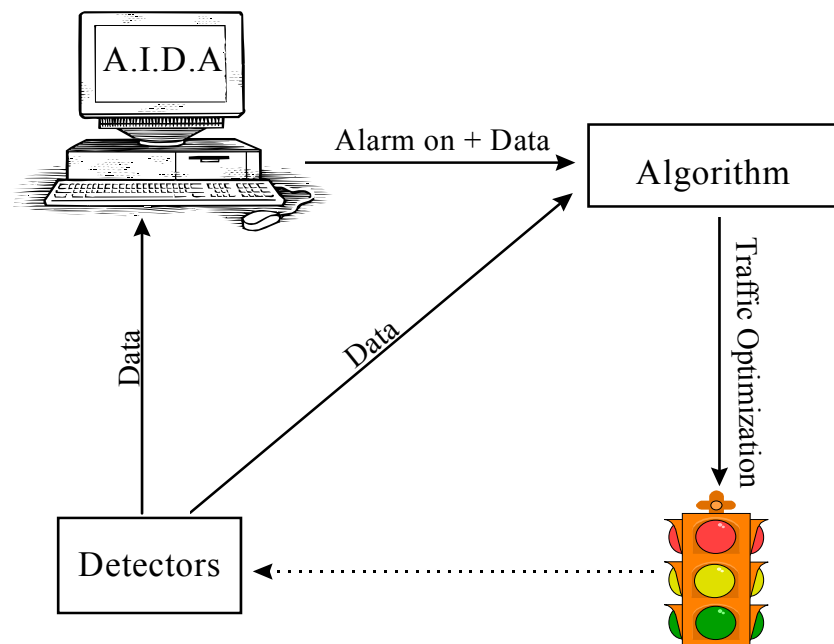 A.I.D.A
Alarm on + Data
Algorithm
Data
Data
Traffic Optimization
Detectors